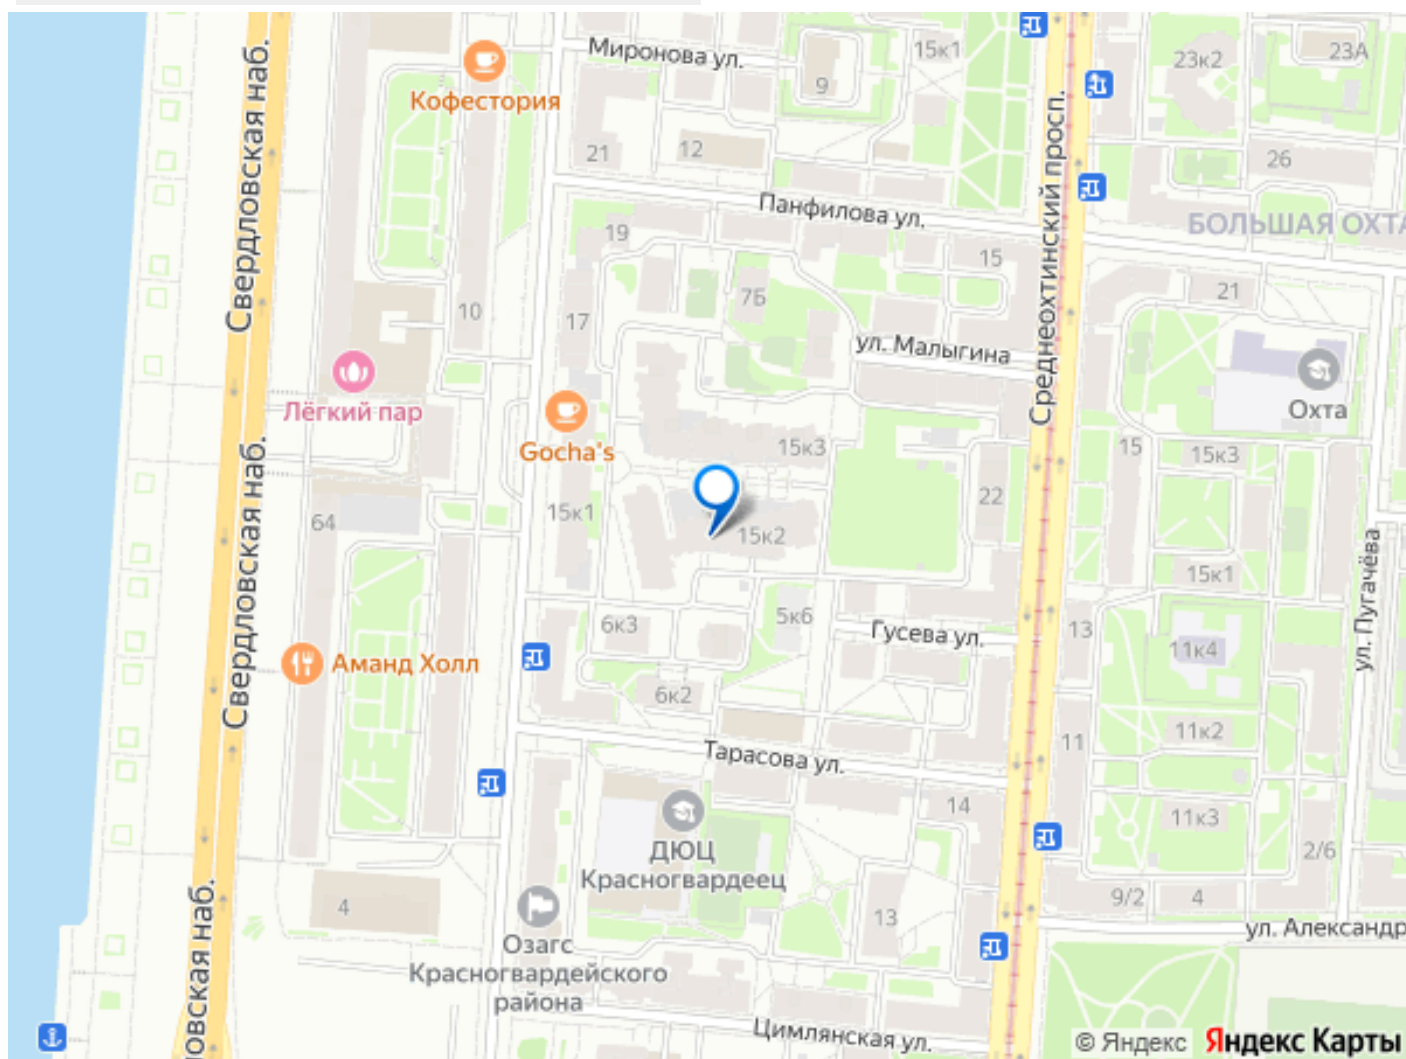 Миронова ул.
15к1
23к2
23А
9
Кофестория
Свердловская наб.
21
12
26
Среднеохтинский просп.
Панфилова ул.
БОЛЬШАЯ ОХТА
19
15
7Б
21
10
17
ул. Малыгина
Лёгкий пар
Охта
Gocha's
15к3
15
15к3
Свердловская наб.
22
15к1
64
15к2
ул. Пугачёва
15к1
5к6
6к3
Гусева ул.
13
11к4
Аманд Холл
6к2
11к2
11
Тарасова ул.
14
11к3
ДЮЦ
Красногвардеец
2/6
4
13
9/2
4
ул. Александр
Озагс
Красногвардейского
района
овская наб.
Цимлянская ул.
© Яндекс Яндекс Карты